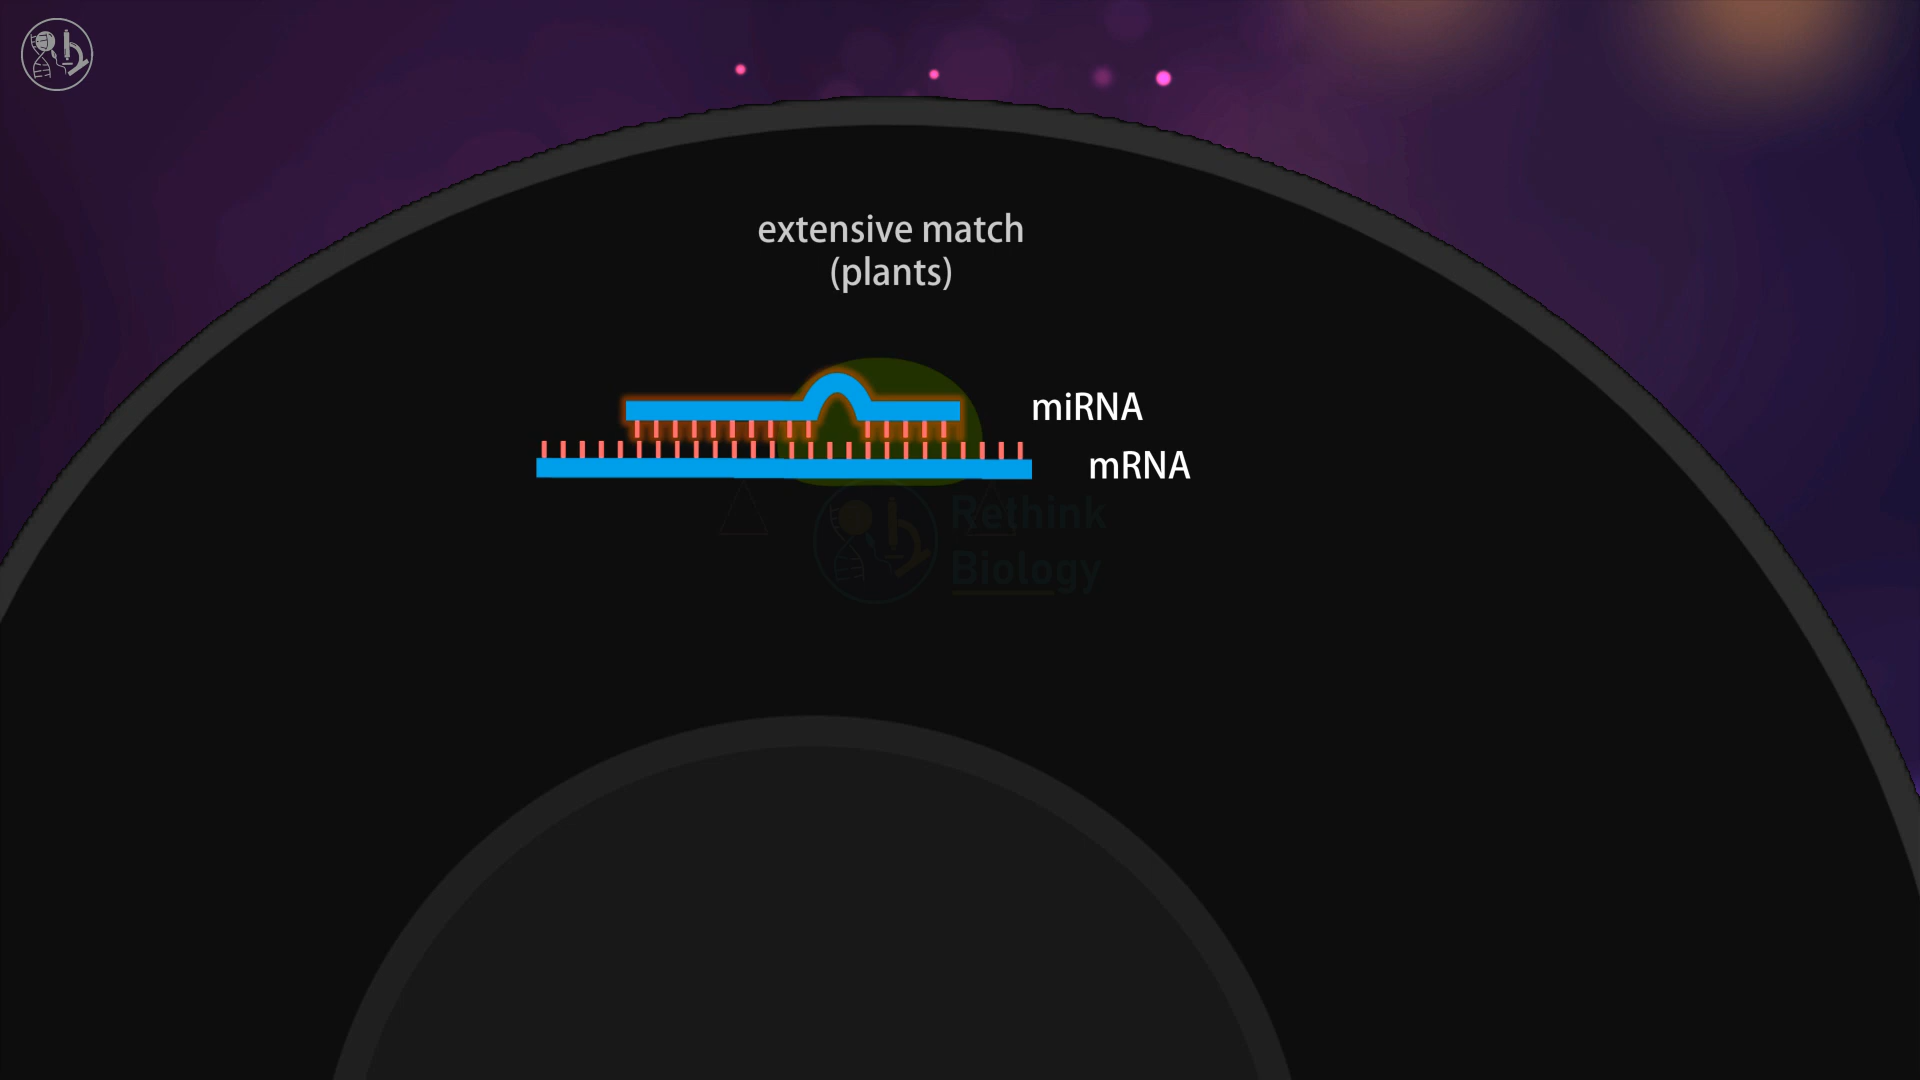 extensive match
(plants)
miRNA
mRNA
Rethink
Biology